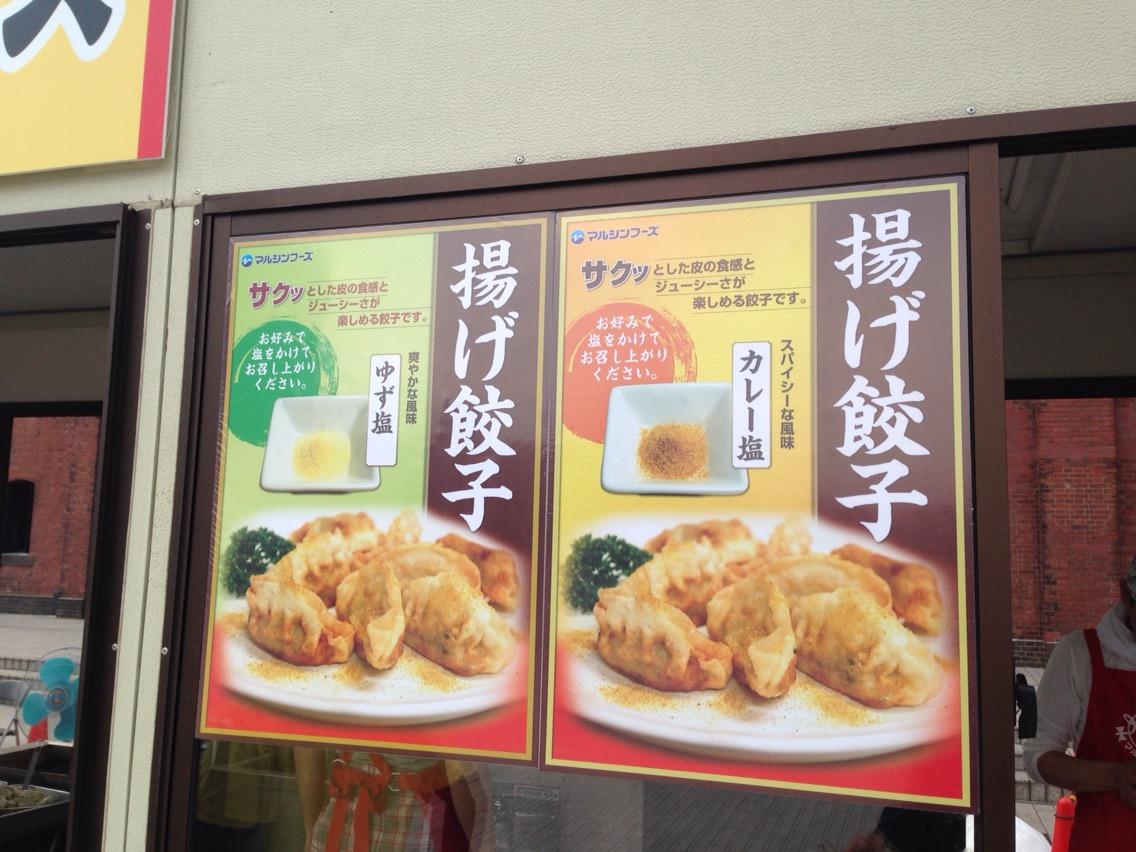 ス
マルシンフーズ
サクッとした皮の食感と
ジューシーさが
楽しめる餃子です。
お好みで
塩をかけて
お召し上がり
ください。
爽やかな風味
ゆず塩
揚げ餃子
マルシンフーズ
サクッとした皮の食感と
ジューシーさが
楽しめる餃子です。
お好みで
塩をかけて
お召し上がり
ください。
スパイシーな風味
カレー塩
揚げ餃子